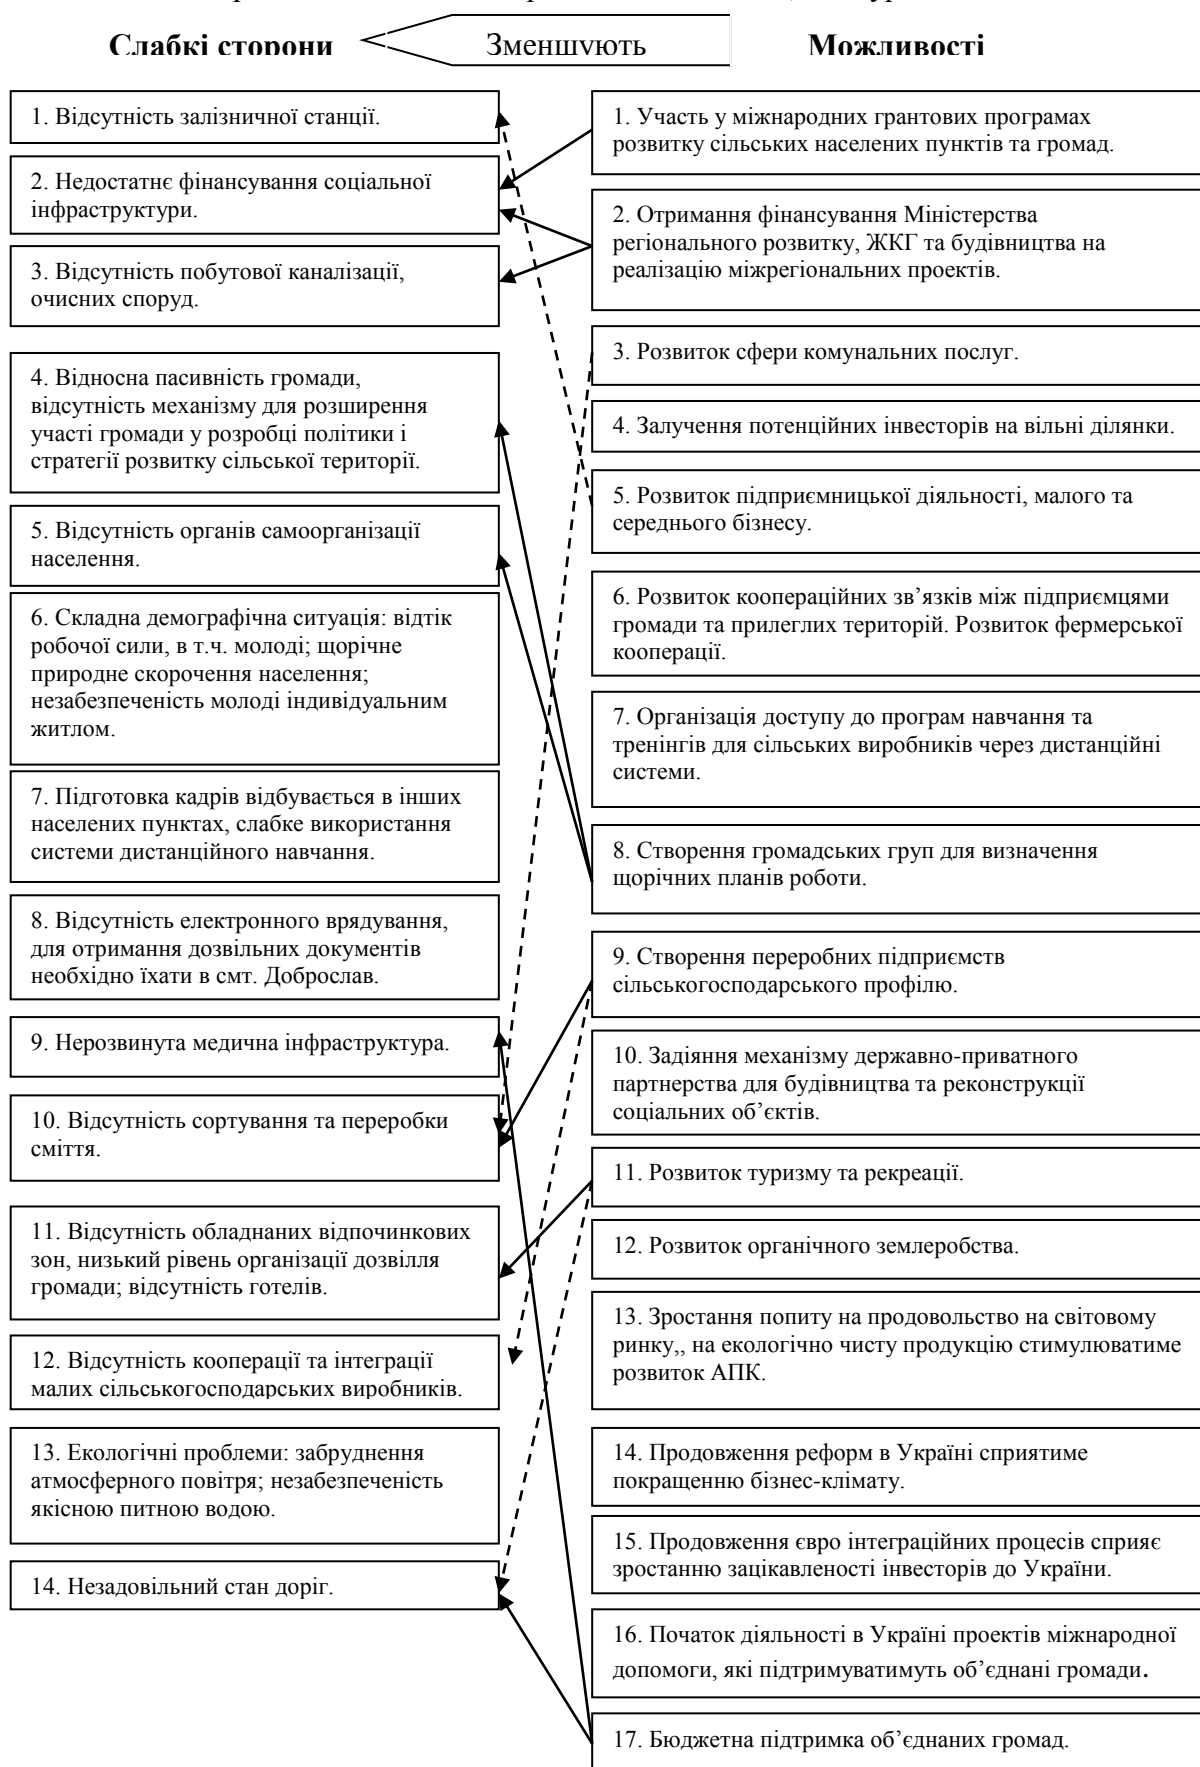 Слабкі сторони
Зменшують
Можливості
1. Відсутність залізничної станції.
2. Недостатнє фінансування соціальної
інфраструктури.
3. Відсутність побутової каналізації,
очисних споруд.
4. Відносна пасивність громади,
відсутність механізму для розширення
участі громади у розробці політики і
стратегії розвитку сільської території.
5. Відсутність органів самоорганізації
населення.
6. Складна демографічна ситуація: відтік
робочої сили, в т.ч. молоді; щорічне
природне скорочення населення;
незабезпеченість молоді індивідуальним
житлом.
7. Підготовка кадрів відбувається в інших
населених пунктах, слабке використання
системи дистанційного навчання.
8. Відсутність електронного врядування,
для отримання дозвільних документів
необхідно їхати в смт. Доброслав.
9. Нерозвинута медична інфраструктура.
10. Відсутність сортування та переробки
сміття.
11. Відсутність обладнаних відпочинкових
зон, низький рівень організації дозвілля
громади; відсутність готелів.
12. Відсутність кооперації та інтеграції
малих сільськогосподарських виробників.
13. Екологічні проблеми: забруднення
атмосферного повітря; незабезпеченість
якісною питною водою.
14. Незадовільний стан доріг.
1. Участь у міжнародних грантових програмах
розвитку сільських населених пунктів та громад.
2. Отримання фінансування Міністерства
регіонального розвитку, ЖКГ та будівництва на
реалізацію міжрегіональних проектів.
3. Розвиток сфери комунальних послуг.
4. Залучення потенційних інвесторів на вільні ділянки.
5. Розвиток підприємницької діяльності, малого та
середнього бізнесу.
6. Розвиток коопераційних зв’язків між підприємцями
громади та прилеглих територій. Розвиток фермерської
кооперації.
7. Організація доступу до програм навчання та
тренінгів для сільських виробників через дистанційні
системи.
8. Створення громадських груп для визначення
щорічних планів роботи.
9. Створення переробних підприємств
сільськогосподарського профілю.
10. Задіяння механізму державно-приватного
партнерства для будівництва та реконструкції
соціальних об’єктів.
11. Розвиток туризму та рекреації.
12. Розвиток органічного землеробства.
13. Зростання попиту на продовольство на світовому
ринку,, на екологічно чисту продукцію стимулюватиме
розвиток АПК.
14. Продовження реформ в Україні сприятиме
покращенню бізнес-клімату.
15. Продовження євро інтеграційних процесів сприяє
зростанню зацікавленості інвесторів до України.
16. Початок діяльності в Україні проектів міжнародної
допомоги, які підтримуватимуть об’єднані громади.
17. Бюджетна підтримка об’єднаних громад.